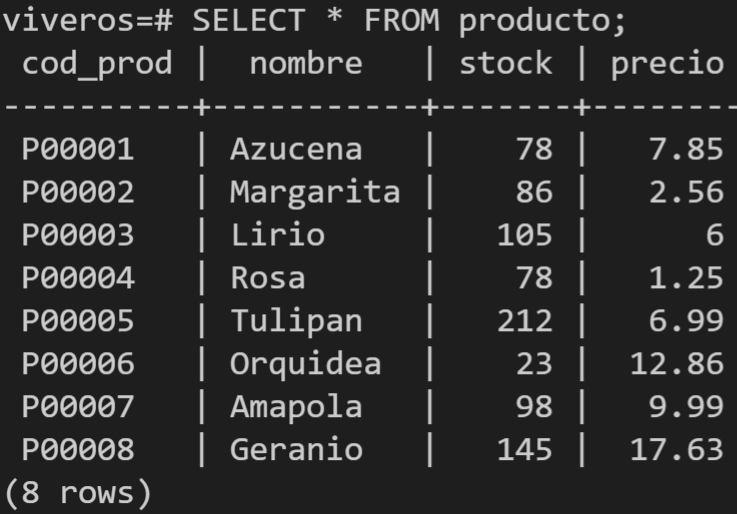 viveros=# SELECT * FROM producto;
 cod_prod |  nombre   | stock | precio
----------+-----------+-------+--------
 P00001   | Azucena   |    78 |   7.85
 P00002   | Margarita |    86 |   2.56
 P00003   | Lirio     |   105 |      6
 P00004   | Rosa      |    78 |   1.25
 P00005   | Tulipan   |   212 |   6.99
 P00006   | Orquidea  |    23 |  12.86
 P00007   | Amapola   |    98 |   9.99
 P00008   | Geranio   |   145 |  17.63
(8 rows)